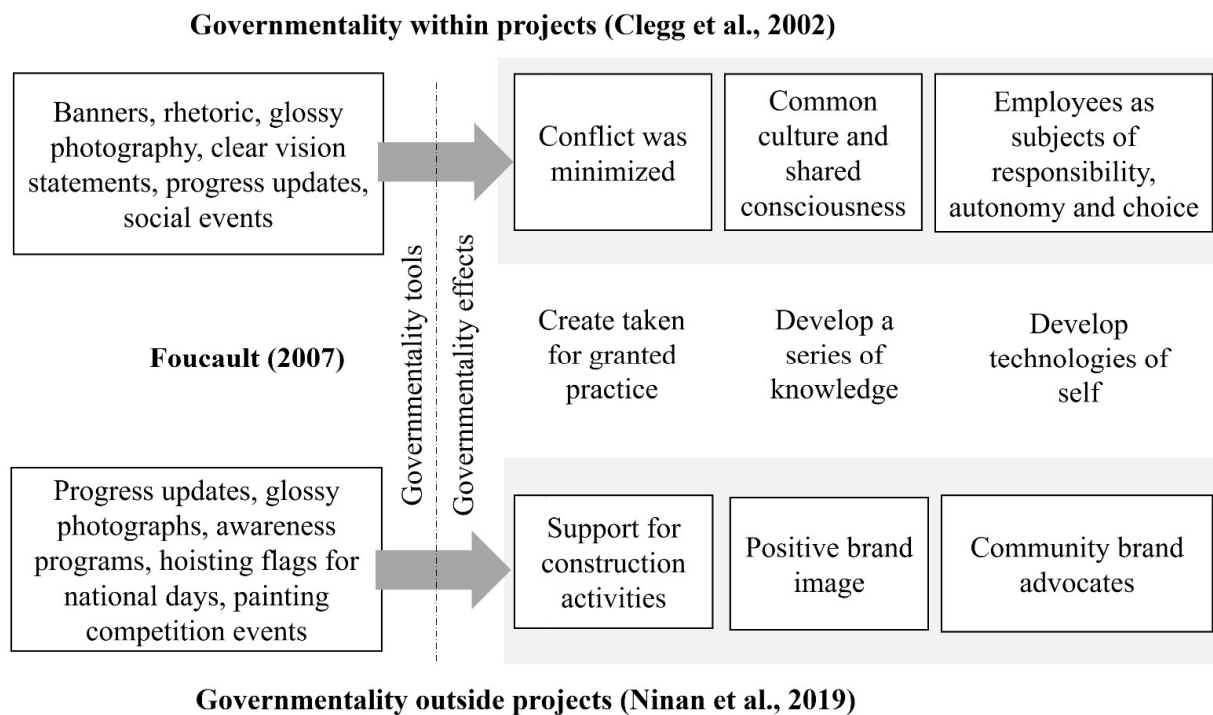 Governmentality within projects (Clegg et al., 2002)
Banners, rhetoric, glossy
photography, clear vision
statements, progress updates,
social events
Conflict was
minimized
Common
culture and
shared
consciousness
Employees as
subjects of
responsibility,
autonomy and choice
Foucault (2007)
Governmentality tools
Governmentality effects
Create taken
for granted
practice
Develop a
series of
knowledge
Develop
technologies of
self
Progress updates, glossy
photographs, awareness
programs, hoisting flags for
national days, painting
competition events
Support for
construction
activities
Positive brand
image
Community brand
advocates
Governmentality outside projects (Ninan et al., 2019)